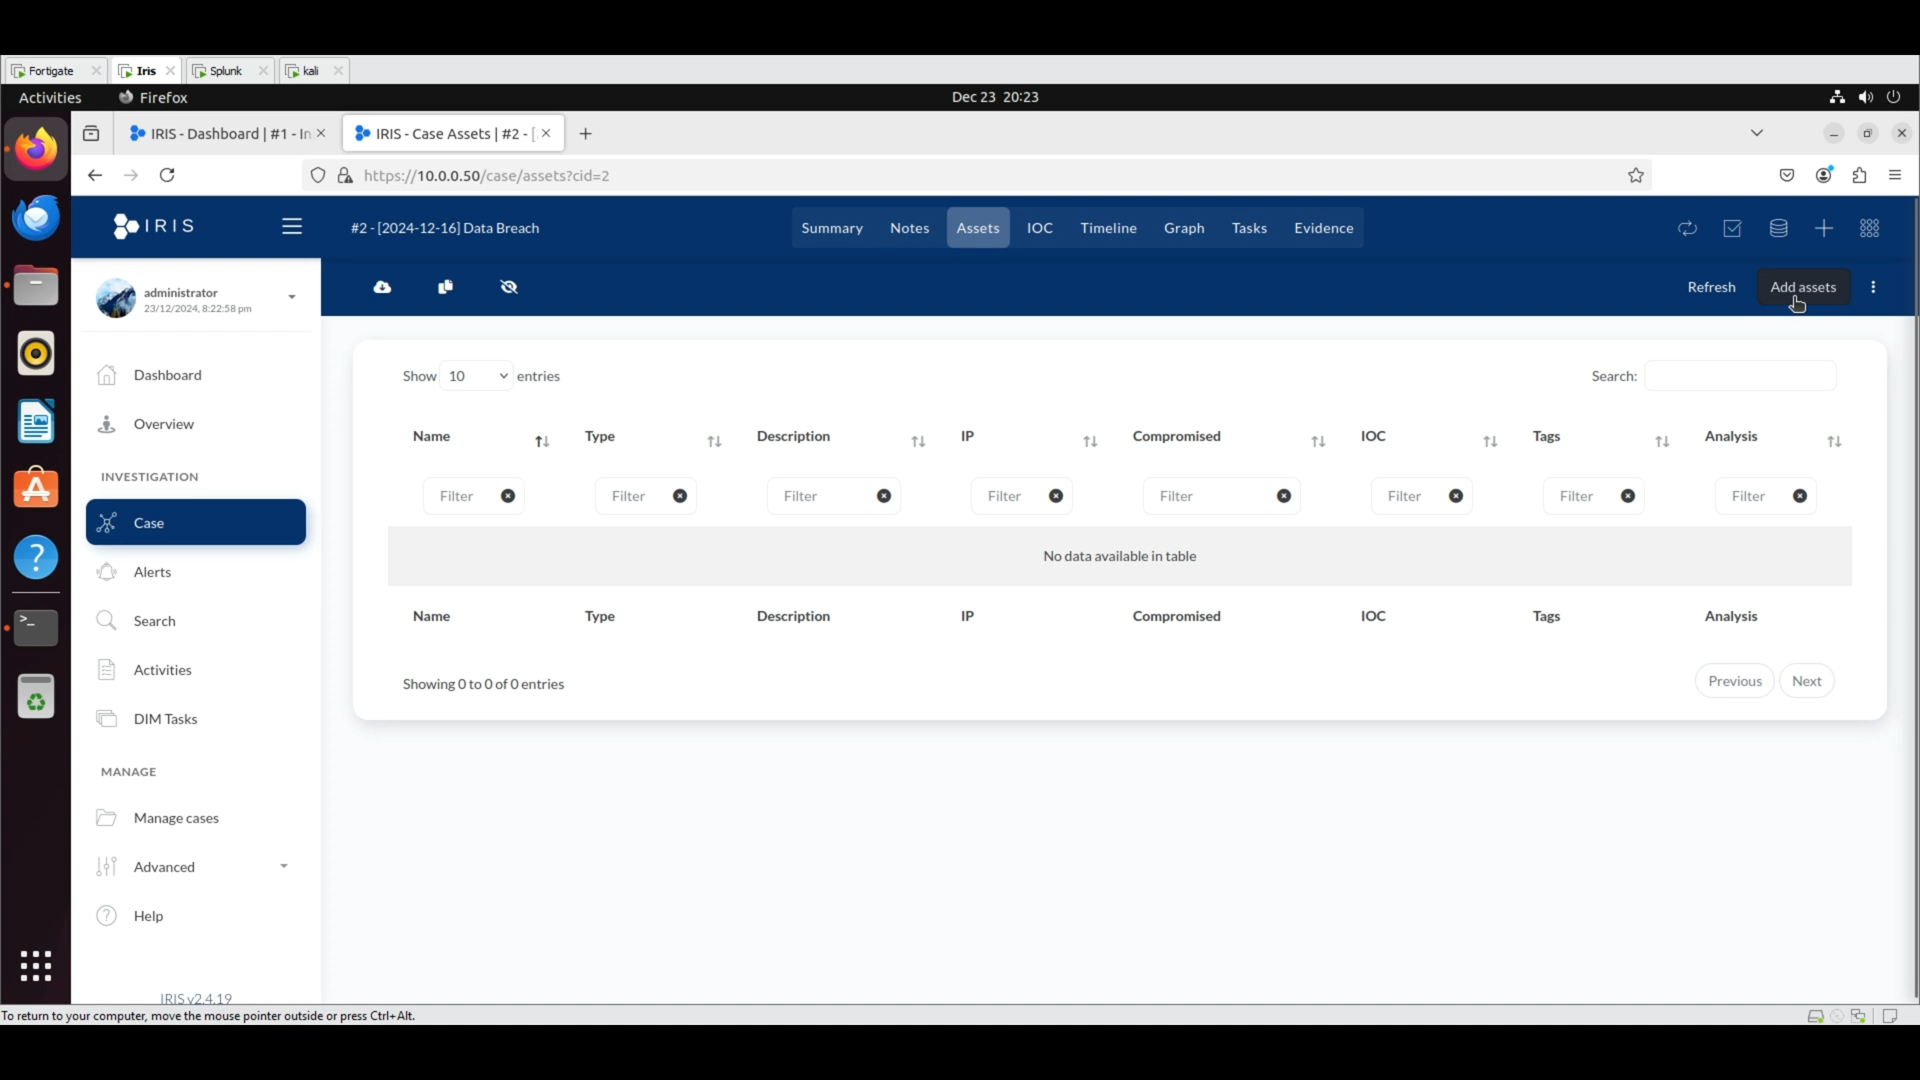 Fortigate
Iris
Splunk
kali
Activities
Firefox
Dec 23 20:23
IRIS - Dashboard | #1 - In
IRIS - Case Assets | #2 - [
https://10.0.0.50/case/assets?cid=2
IRIS
#2 - [2024-12-16] Data Breach
Summary
Notes
Assets
IOC
Timeline
Graph
Tasks
Evidence
administrator
23/12/2024, 8:22:58 pm
Refresh
Add assets
Dashboard
Overview
INVESTIGATION
Case
Alerts
Search
Activities
DIM Tasks
MANAGE
Manage cases
Advanced
Help
IRIS v2.4.19
Show 10 entries
Search:
Name Type Description IP Compromised IOC Tags Analysis
Filter Filter Filter Filter Filter Filter Filter Filter
No data available in table
Name Type Description IP Compromised IOC Tags Analysis
Showing 0 to 0 of 0 entries
Previous Next
To return to your computer, move the mouse pointer outside or press Ctrl+Alt.